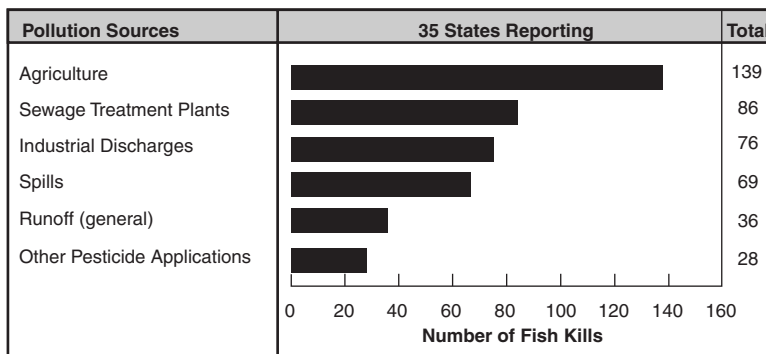 Pollution Sources 35 States Reporting Total
Agriculture 139
Sewage Treatment Plants 86
Industrial Discharges 76
Spills 69
Runoff (general) 36
Other Pesticide Applications 28
0 20 40 60 80 100 120 140 160
Number of Fish Kills